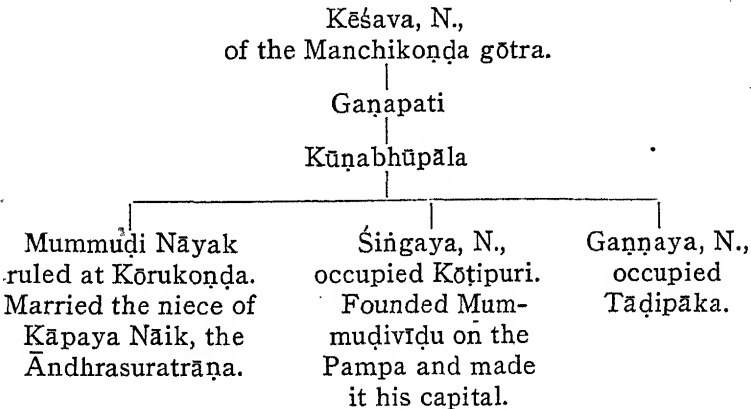 Kēśava, N.,
of the Manchikoṇḍa gōtra.
Gaṇapati
Kūṇabhūpāla
Mummuḍi Nāyak
ruled at Kōrukoṇḍa.
Married the niece of
Kāpaya Nāik, the
Āndhrasuratrāṇa.
Śiṅgaya, N.,
occupied Kōṭipuri.
Founded Mum-
muḍivīḍu on the
Pampa and made
it his capital.
Gaṇṇaya, N.,
occupied
Tāḍipāka.